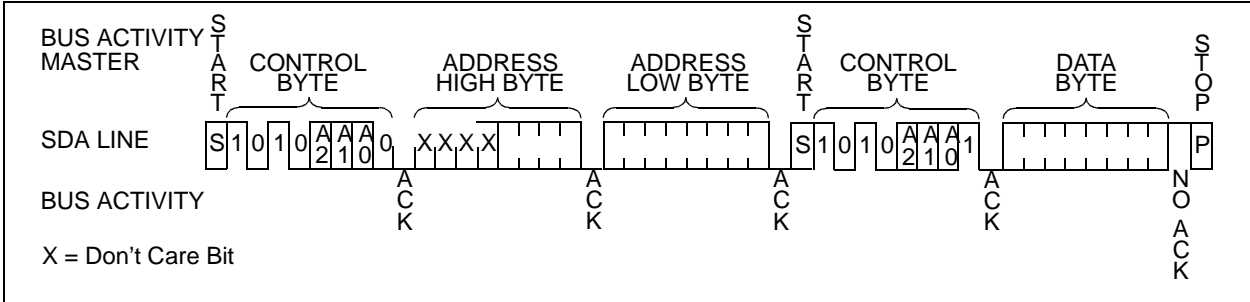 BUS ACTIVITY
MASTER
START
CONTROL
BYTE
ADDRESS
HIGH BYTE
ADDRESS
LOW BYTE
START
CONTROL
BYTE
DATA
BYTE
STOP
SDA LINE
S 1 0 1 0 A2 A1 A0 0 X X X X S 1 0 1 0 A2 A1 A0 1 P
BUS ACTIVITY
ACK
ACK
ACK
ACK
NO ACK
X = Don't Care Bit